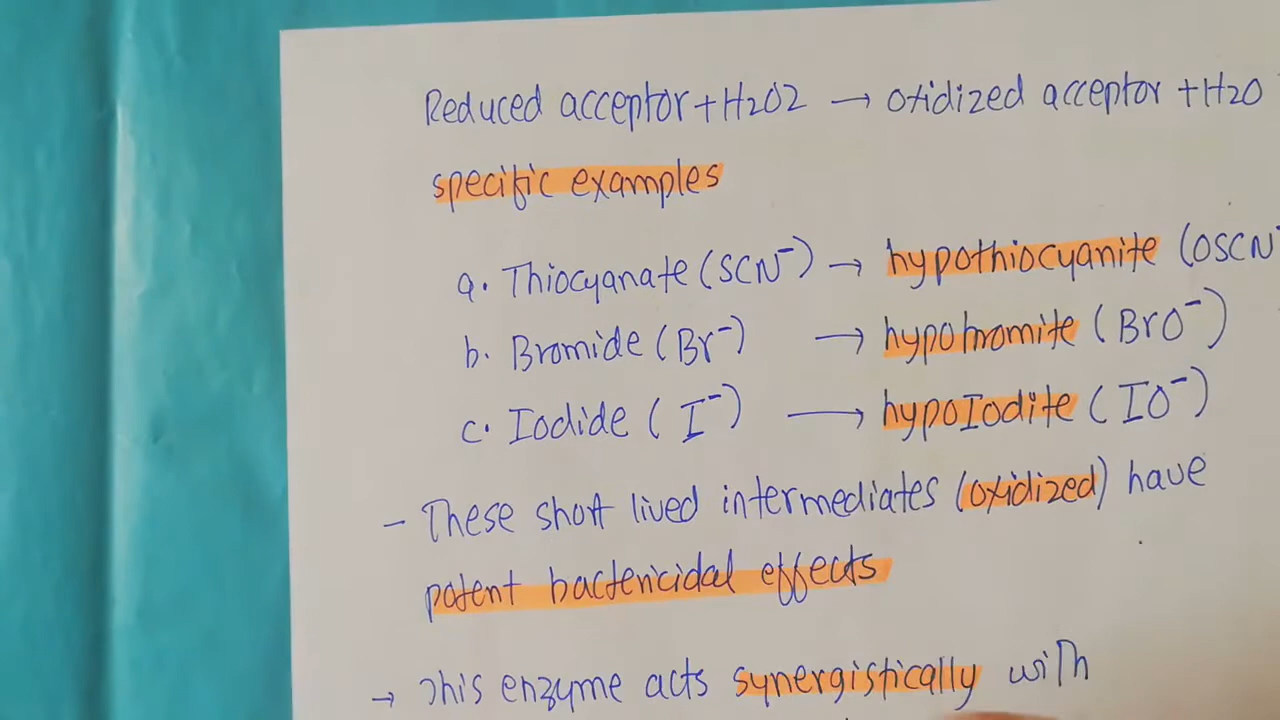 Reduced acceptor + H2O2 → oxidized acceptor + H2O
specific examples
a. Thiocyanate (SCN⁻) → hypothiocyanite (OSCN⁻
b. Bromide (Br⁻) → hypobromite (BrO⁻)
c. Iodide (I⁻) → hypoIodite (IO⁻)
- These short lived intermediates (oxidized) have
potent bactericidal effects
→ This enzyme acts synergistically with